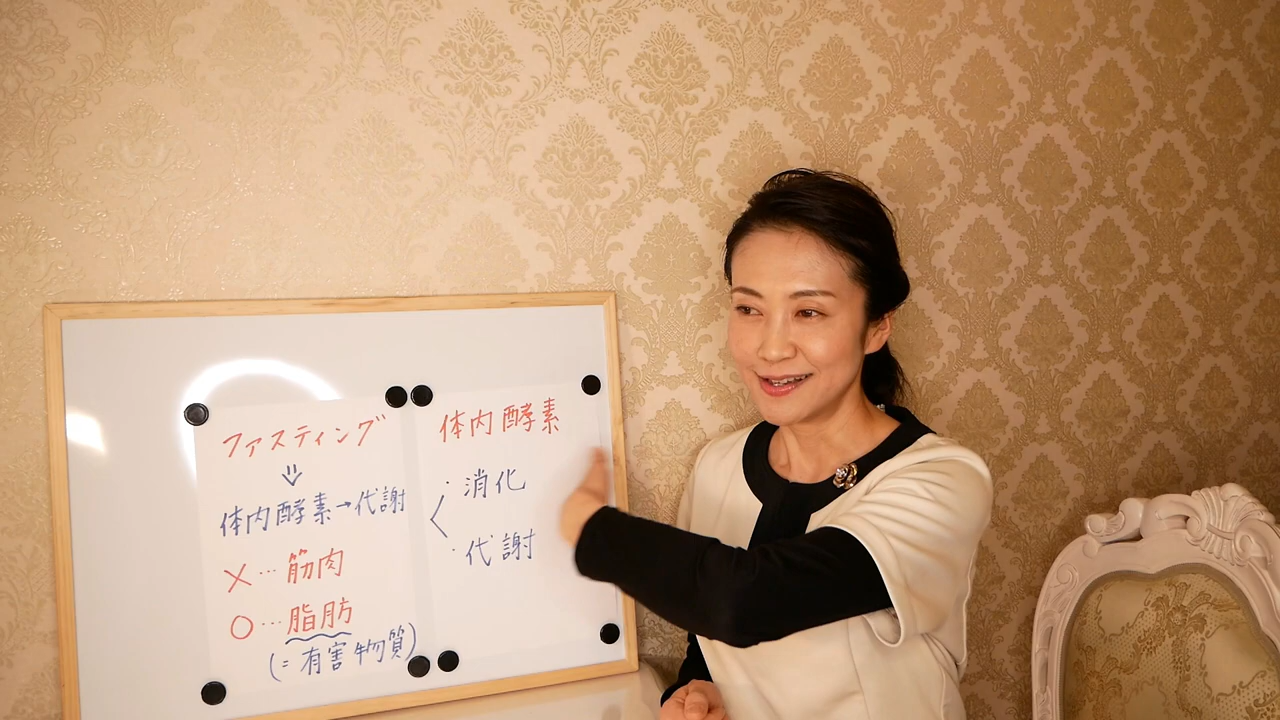 ファスティング
⇓
体内酵素→代謝
×…筋肉
○…脂肪
(=有害物質)
体内酵素
・消化
・代謝